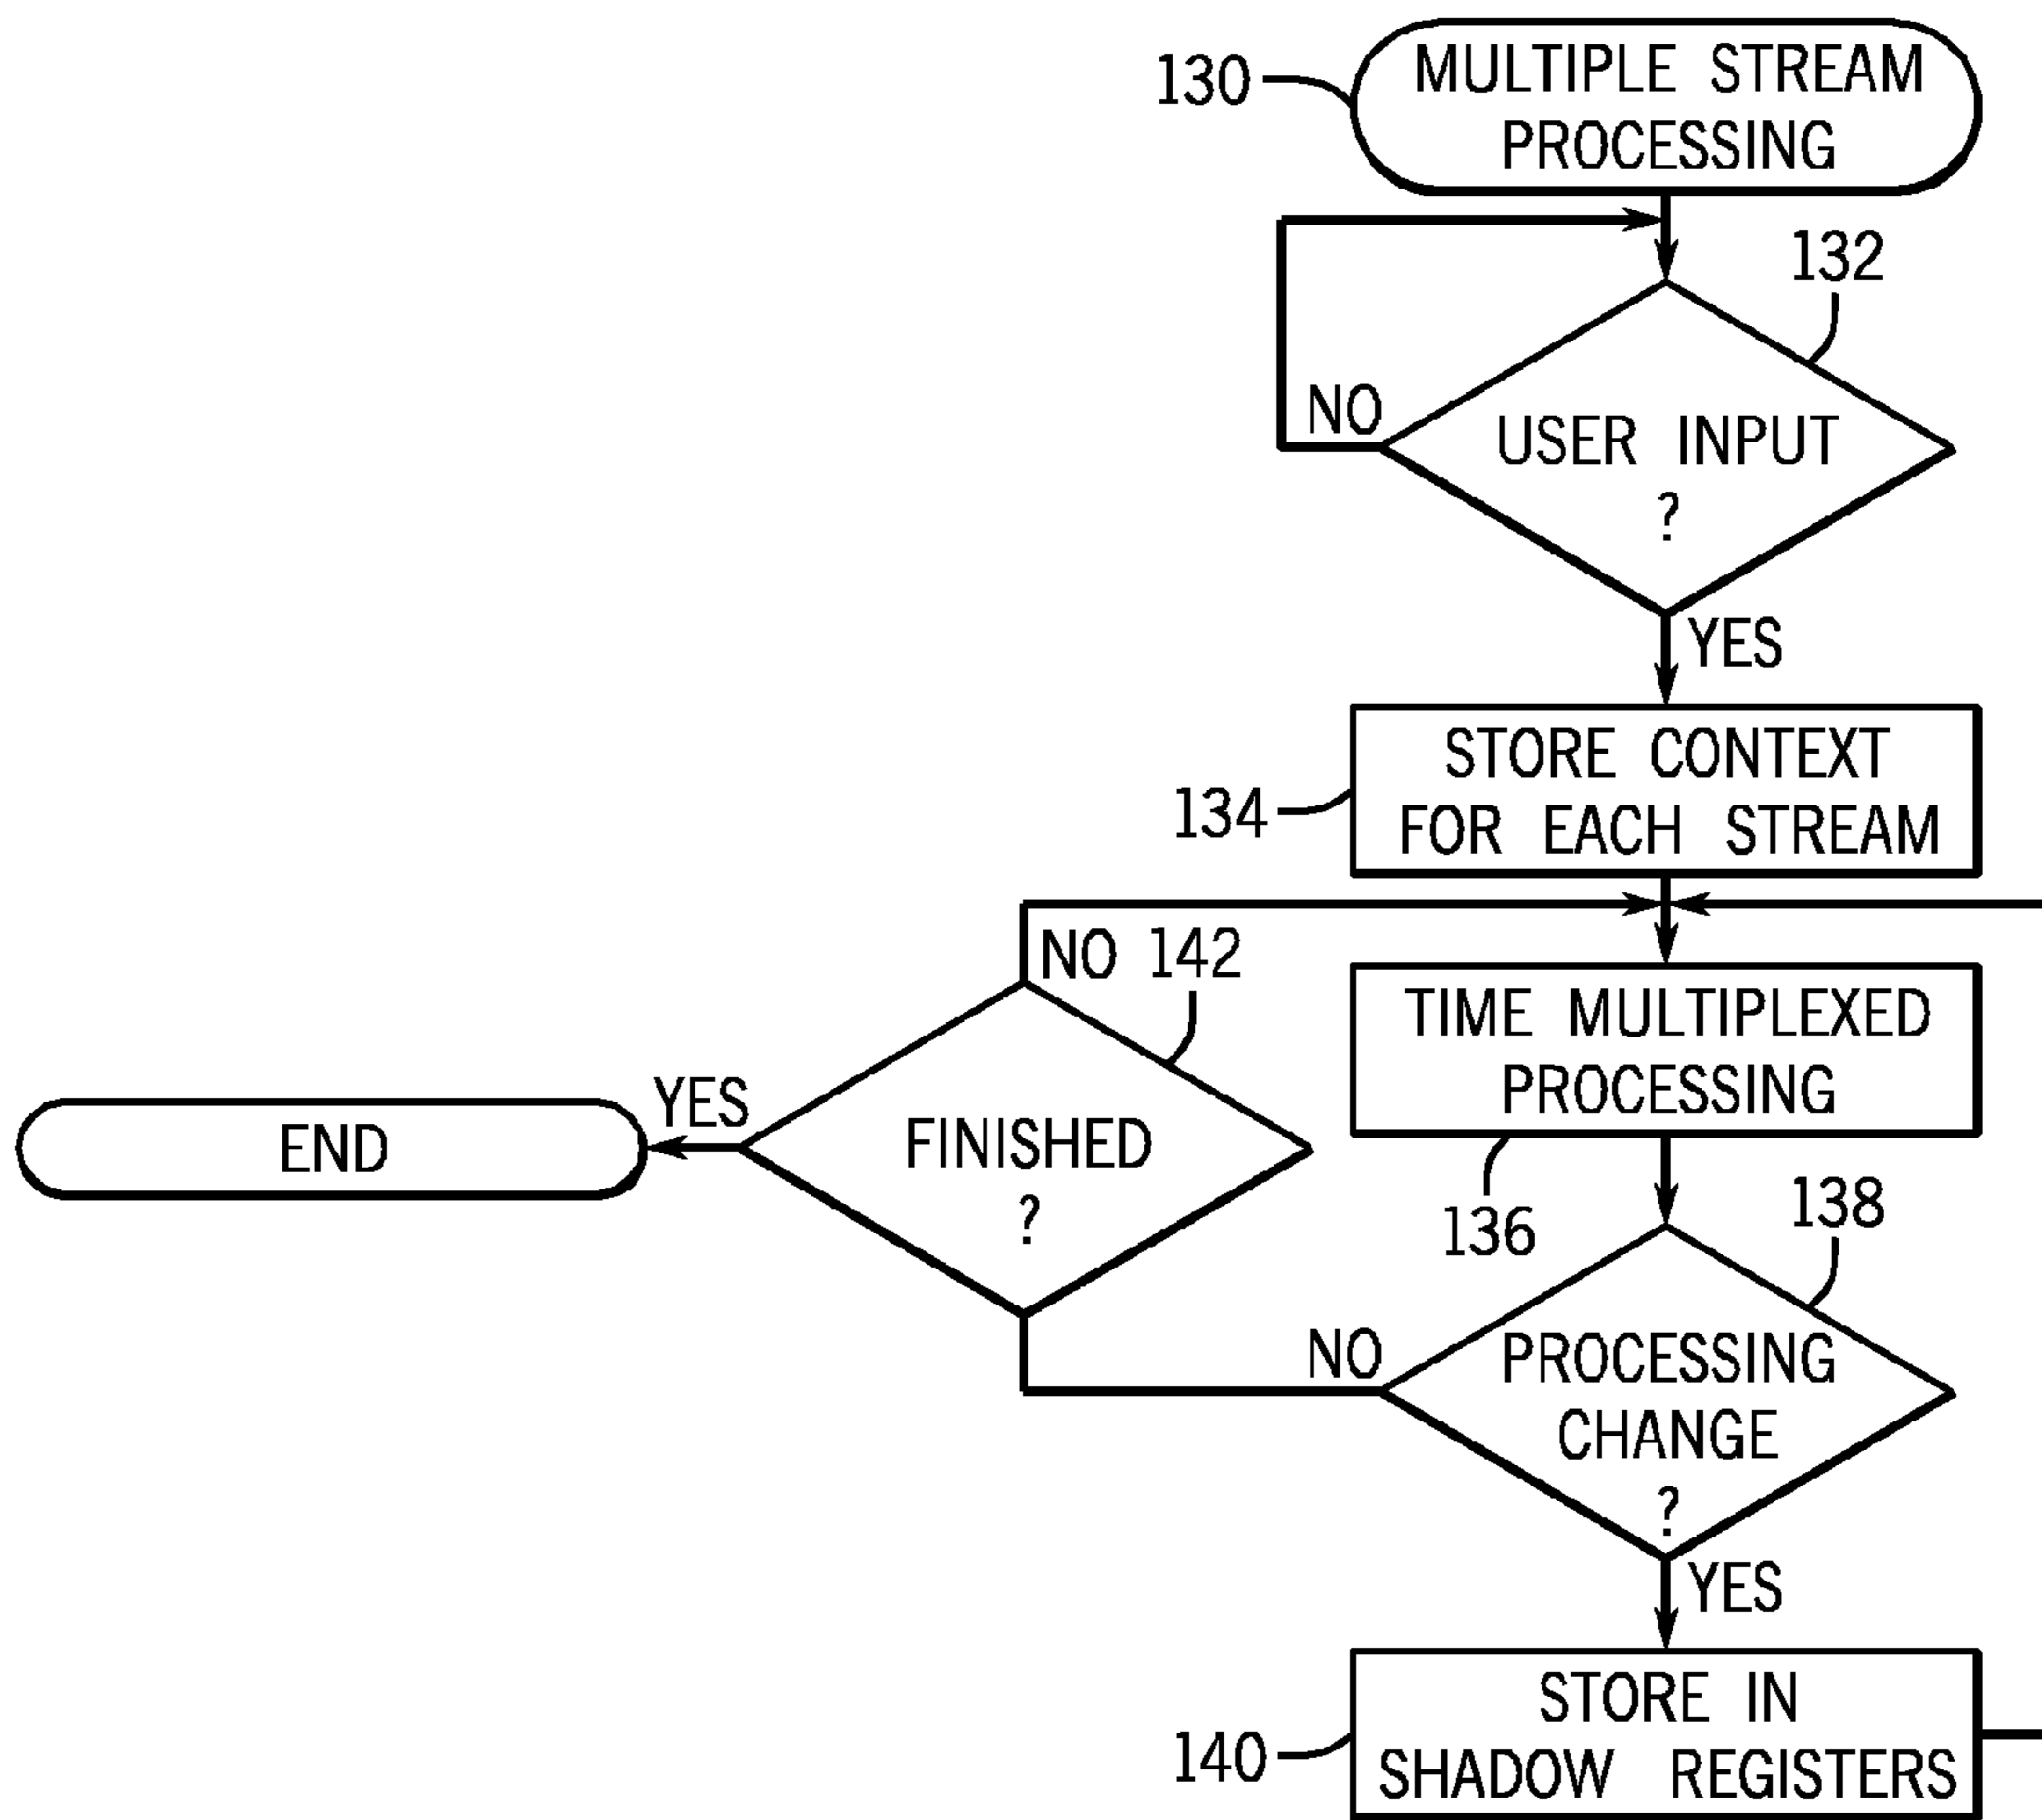 130
MULTIPLE STREAM
PROCESSING
132
NO
USER INPUT
?
YES
134
STORE CONTEXT
FOR EACH STREAM
NO
142
TIME MULTIPLEXED
PROCESSING
136
YES
END
FINISHED
?
138
NO
PROCESSING
CHANGE
?
YES
140
STORE IN
SHADOW REGISTERS